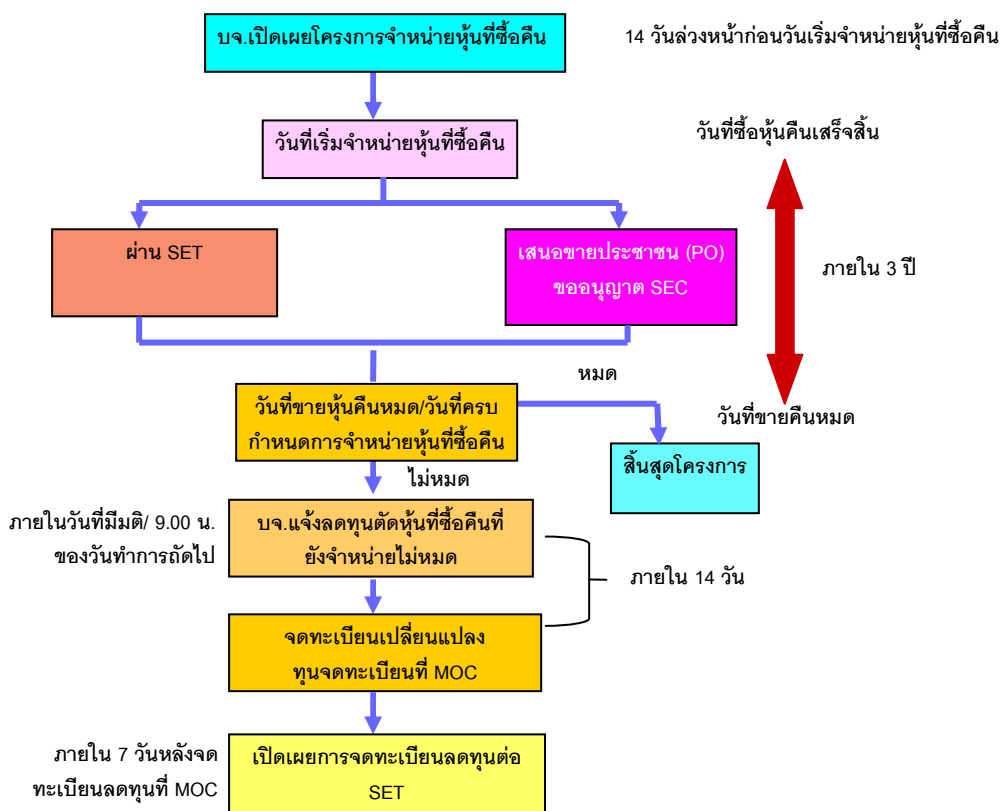 บจ.เปิดเผยโครงการจำหน่ายหุ้นที่ซื้อคืน
14 วันล่วงหน้าก่อนวันเริ่มจำหน่ายหุ้นที่ซื้อคืน
วันที่เริ่มจำหน่ายหุ้นที่ซื้อคืน
วันที่ซื้อหุ้นคืนเสร็จสิ้น
ผ่าน SET
เสนอขายประชาชน (PO)
ขออนุญาต SEC
ภายใน 3 ปี
หมด
วันที่ขายหุ้นคืนหมด/วันที่ครบ
กำหนดการจำหน่ายหุ้นที่ซื้อคืน
วันที่ขายคืนหมด
สิ้นสุดโครงการ
ไม่หมด
ภายในวันที่มีมติ/ 9.00 น.
ของวันทำการถัดไป
บจ.แจ้งลดทุนตัดหุ้นที่ซื้อคืนที่
ยังจำหน่ายไม่หมด
ภายใน 14 วัน
จดทะเบียนเปลี่ยนแปลง
ทุนจดทะเบียนที่ MOC
ภายใน 7 วันหลังจด
ทะเบียนลดทุนที่ MOC
เปิดเผยการจดทะเบียนลดทุนต่อ
SET